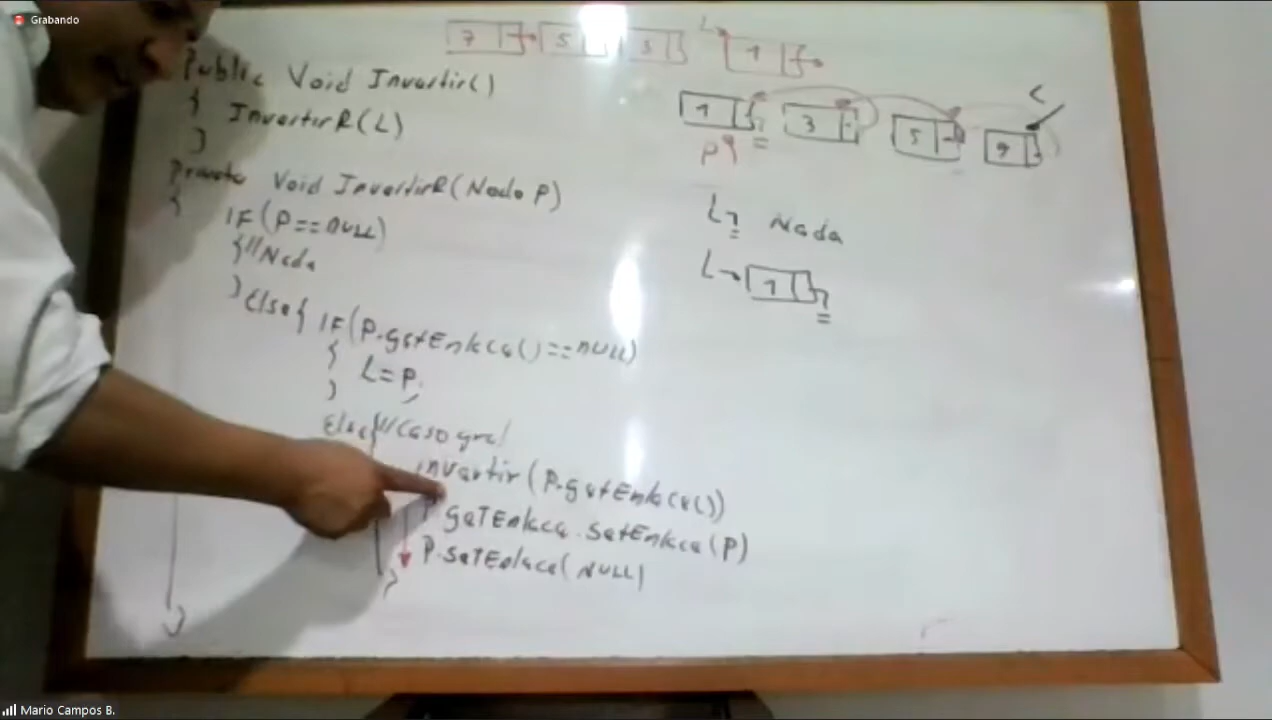 Grabando
7 5 3 L 1
Public Void Invertir()
{ InvertirR(L)
}
Private Void InvertirR(Nodo P)
{ IF(P==NULL)
{//Nada
}
Else{ IF(P.getEnlace()==NULL)
{ L=P;
}
Else{//Caso gral
invertir(P.getEnlace())
P.getEnlace.setEnlace(P)
P.setEnlace(NULL)
}
}
1 3 5 7 L
P
L Nada
L 1
Mario Campos B.